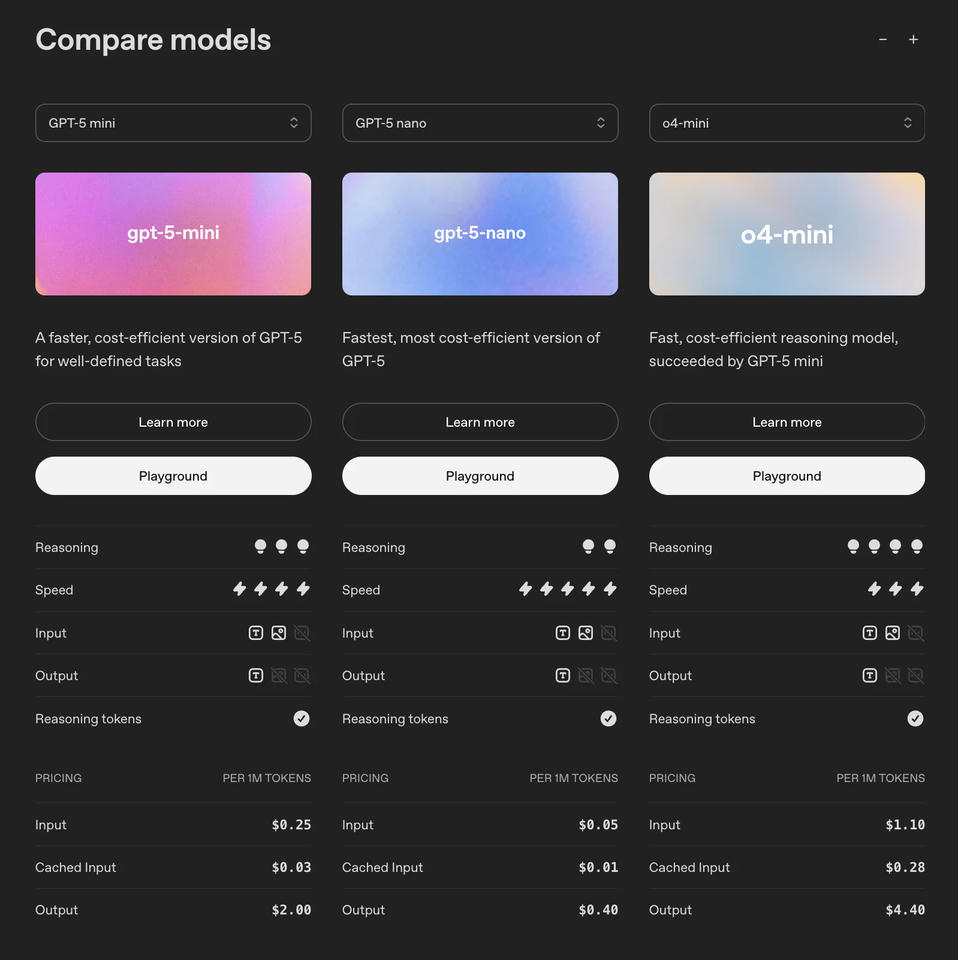 Compare models
− +
GPT-5 mini
GPT-5 nano
o4-mini
gpt-5-mini
gpt-5-nano
o4-mini
A faster, cost-efficient version of GPT-5
for well-defined tasks
Fastest, most cost-efficient version of
GPT-5
Fast, cost-efficient reasoning model,
succeeded by GPT-5 mini
Learn more
Learn more
Learn more
Playground
Playground
Playground
Reasoning
Reasoning
Reasoning
Speed
Speed
Speed
Input
Input
Input
Output
Output
Output
Reasoning tokens
Reasoning tokens
Reasoning tokens
PRICING PER 1M TOKENS
PRICING PER 1M TOKENS
PRICING PER 1M TOKENS
Input $0.25
Input $0.05
Input $1.10
Cached Input $0.03
Cached Input $0.01
Cached Input $0.28
Output $2.00
Output $0.40
Output $4.40